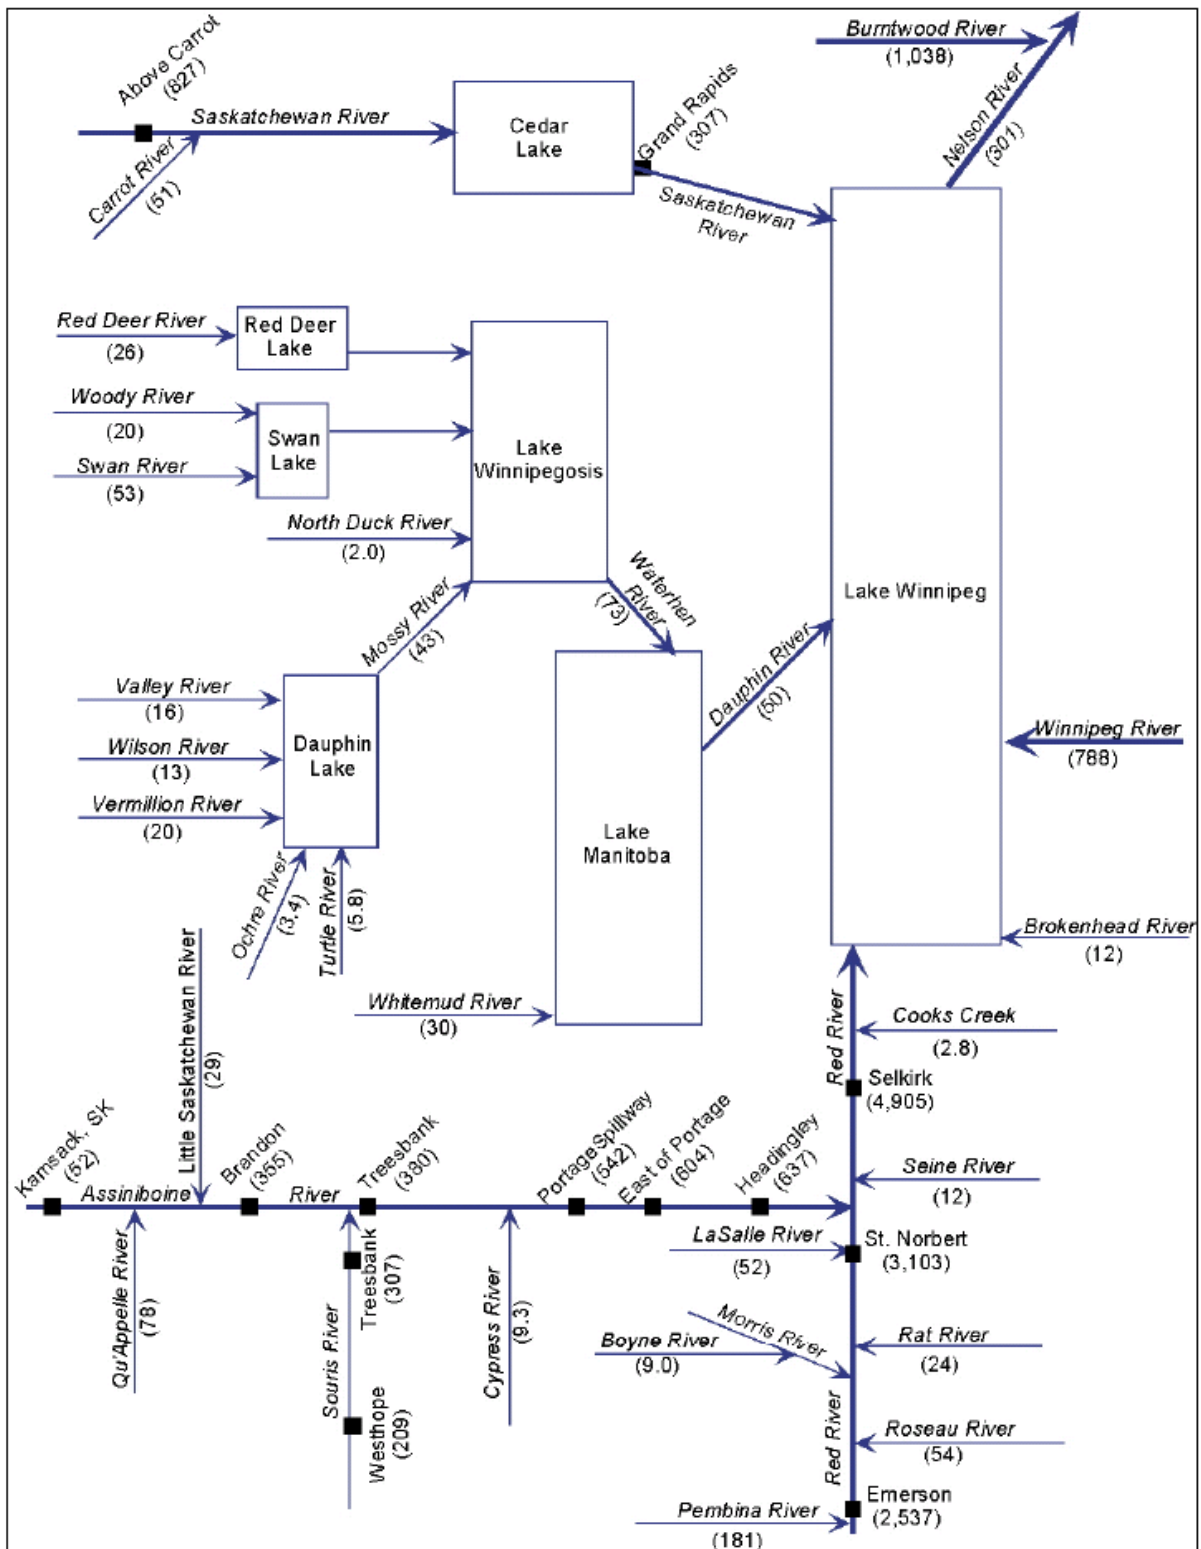 Burntwood River
(1,038)
Above Carrot
(827)
Saskatchewan River
Carrot River
(51)
Cedar
Lake
Grand Rapids
(307)
Saskatchewan
River
Nelson River
(301)
Red Deer River
(26)
Red Deer
Lake
Woody River
(20)
Swan River
(53)
Swan
Lake
North Duck River
(2.0)
Lake
Winnipegosis
Mossy River
(43)
Waterhen
River
(73)
Lake Winnipeg
Dauphin River
(50)
Valley River
(16)
Wilson River
(13)
Vermillion River
(20)
Dauphin
Lake
Ochre River
(3.4)
Turtle River
(5.8)
Lake
Manitoba
Whitemud River
(30)
Winnipeg River
(788)
Brokenhead River
(12)
Cooks Creek
(2.8)
Red River
Selkirk
(4,905)
Little Saskatchewan River
(29)
Kamsack, SK
(52)
Assiniboine
Brandon
(355)
River
Treesbank
(380)
Portage Spillway
(542)
East of Portage
(604)
Headingley
(637)
Seine River
(12)
LaSalle River
(52)
St. Norbert
(3,103)
Qu'Appelle River
(78)
Souris River
Treesbank
(307)
Westhope
(209)
Cypress River
(9.3)
Morris River
Boyne River
(9.0)
Rat River
(24)
Red River
Roseau River
(54)
Emerson
(2,537)
Pembina River
(181)